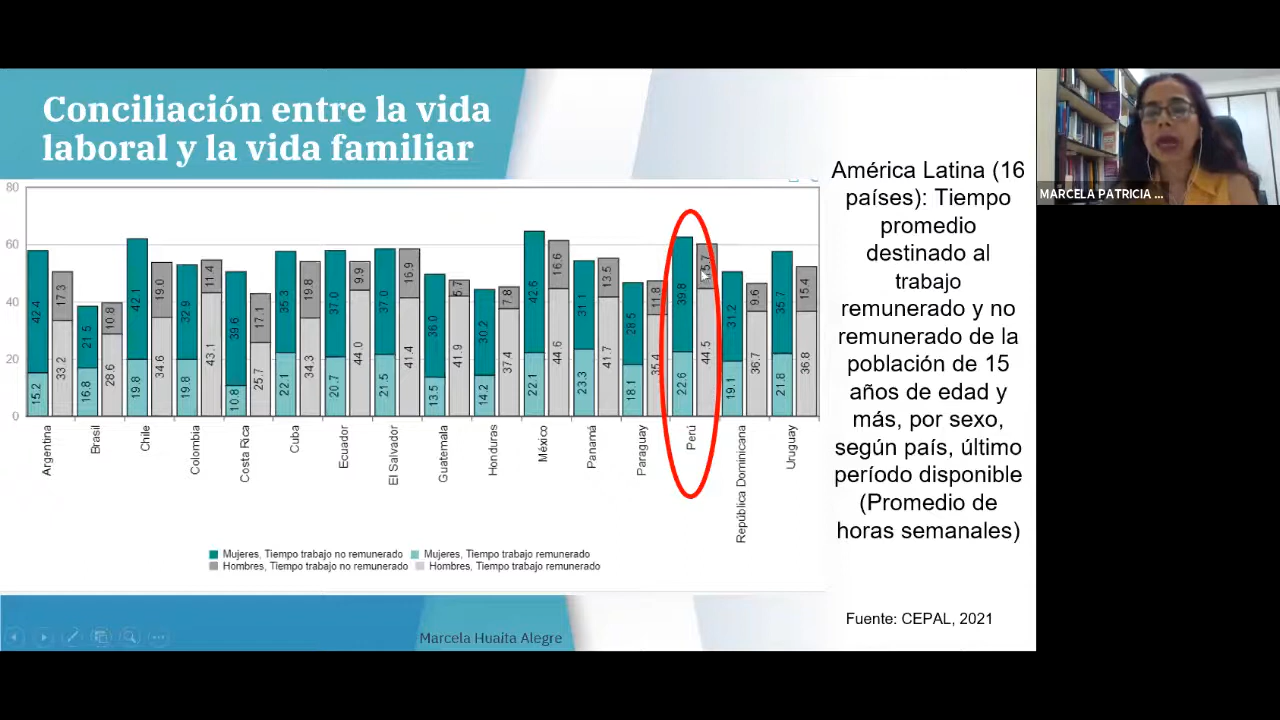 Conciliación entre la vida
laboral y la vida familiar
MARCELA PATRICIA ...
América Latina (16
países): Tiempo
promedio
destinado al
trabajo
remunerado y no
remunerado de la
población de 15
años de edad y
más, por sexo,
según país, último
período disponible
(Promedio de
horas semanales)
80
60
40
20
0
42.4
15.2
17.3
33.2
21.5
16.8
10.8
28.6
42.1
19.8
19.0
34.6
32.9
19.8
11.4
43.1
39.6
10.8
17.1
25.7
35.3
22.1
19.8
34.3
37.0
20.7
9.9
44.0
37.0
21.5
16.9
41.4
36.0
13.5
5.7
41.9
30.2
14.2
7.8
37.4
42.6
22.1
16.6
44.6
31.1
23.3
13.5
41.7
28.5
18.1
11.8
35.4
39.8
22.6
44.5
31.2
19.1
9.6
36.7
35.7
21.8
15.4
36.8
Argentina
Brasil
Chile
Colombia
Costa Rica
Cuba
Ecuador
El Salvador
Guatemala
Honduras
México
Panamá
Paraguay
Perú
República Dominicana
Uruguay
Mujeres, Tiempo trabajo no remunerado
Mujeres, Tiempo trabajo remunerado
Hombres, Tiempo trabajo no remunerado
Hombres, Tiempo trabajo remunerado
Fuente: CEPAL, 2021
Marcela Huaita Alegre